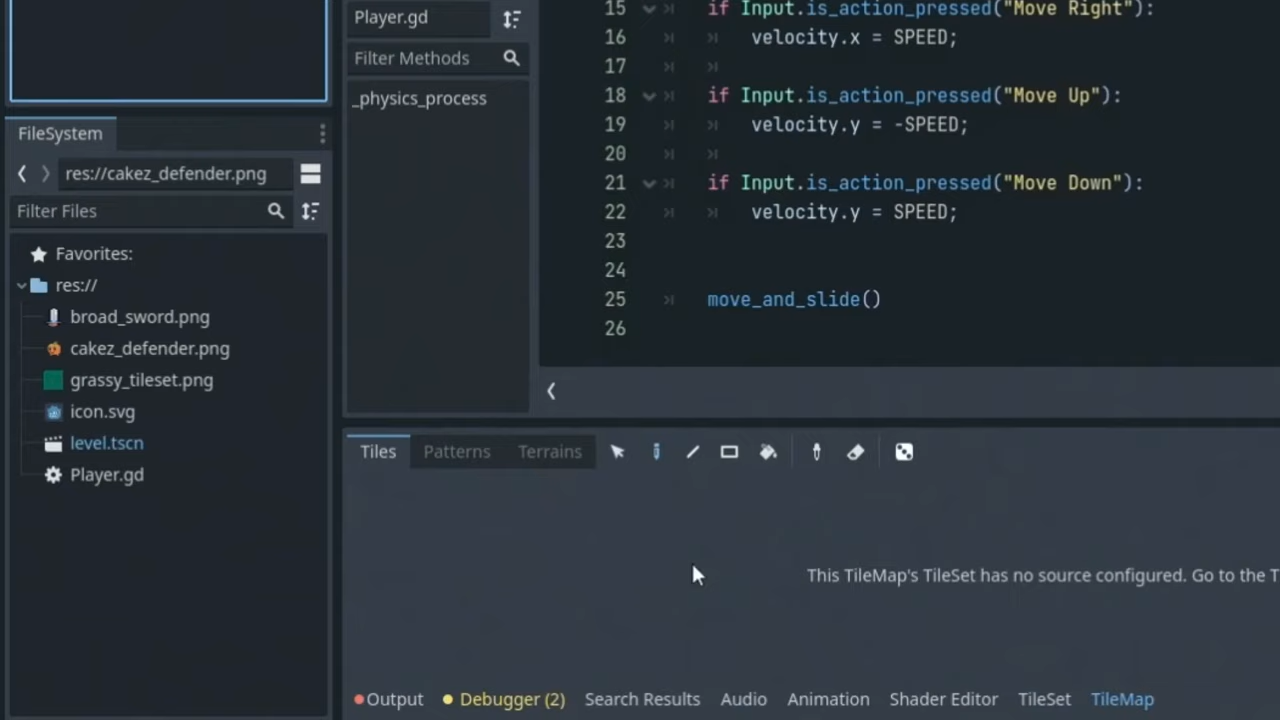 FileSystem
res://cakez_defender.png
Filter Files
Favorites:
res://
broad_sword.png
cakez_defender.png
grassy_tileset.png
icon.svg
level.tscn
Player.gd
Player.gd
Filter Methods
_physics_process
15 if Input.is_action_pressed("Move Right"):
16 velocity.x = SPEED;
17
18 if Input.is_action_pressed("Move Up"):
19 velocity.y = -SPEED;
20
21 if Input.is_action_pressed("Move Down"):
22 velocity.y = SPEED;
23
24
25 move_and_slide()
26
Tiles Patterns Terrains
This TileMap's TileSet has no source configured. Go to the T
Output Debugger (2) Search Results Audio Animation Shader Editor TileSet TileMap